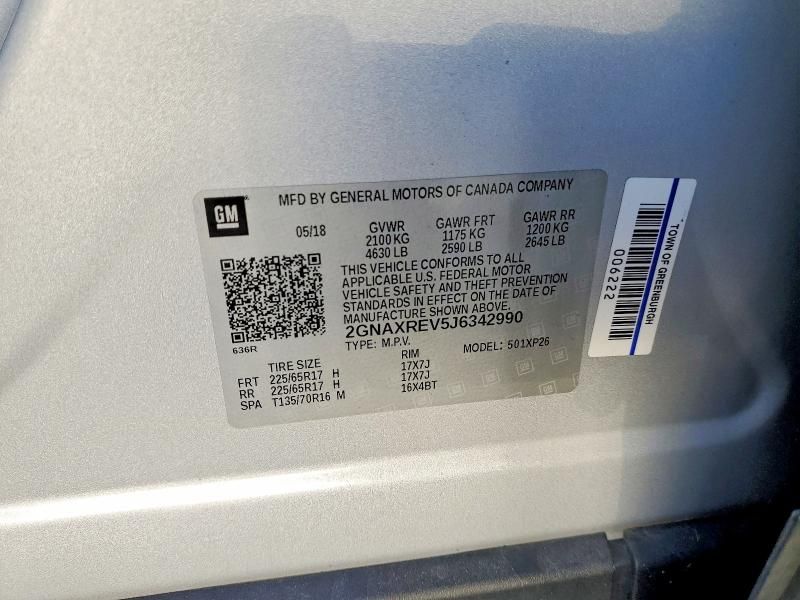 GM
MFD BY GENERAL MOTORS OF CANADA COMPANY
05/18
GVWR GAWR FRT GAWR RR
2100 KG 1175 KG 1200 KG
4630 LB 2590 LB 2645 LB
THIS VEHICLE CONFORMS TO ALL
APPLICABLE U.S. FEDERAL MOTOR
VEHICLE SAFETY AND THEFT PREVENTION
STANDARDS IN EFFECT ON THE DATE OF
MANUFACTURE SHOWN ABOVE.
2GNAXREV5J6342990
636R
TYPE: M.P.V. MODEL: 501XP26
TIRE SIZE RIM
FRT 225/65R17 H 17X7J
RR 225/65R17 H 17X7J
SPA T135/70R16 M 16X4BT
TOWN OF GREENBURGH
006222